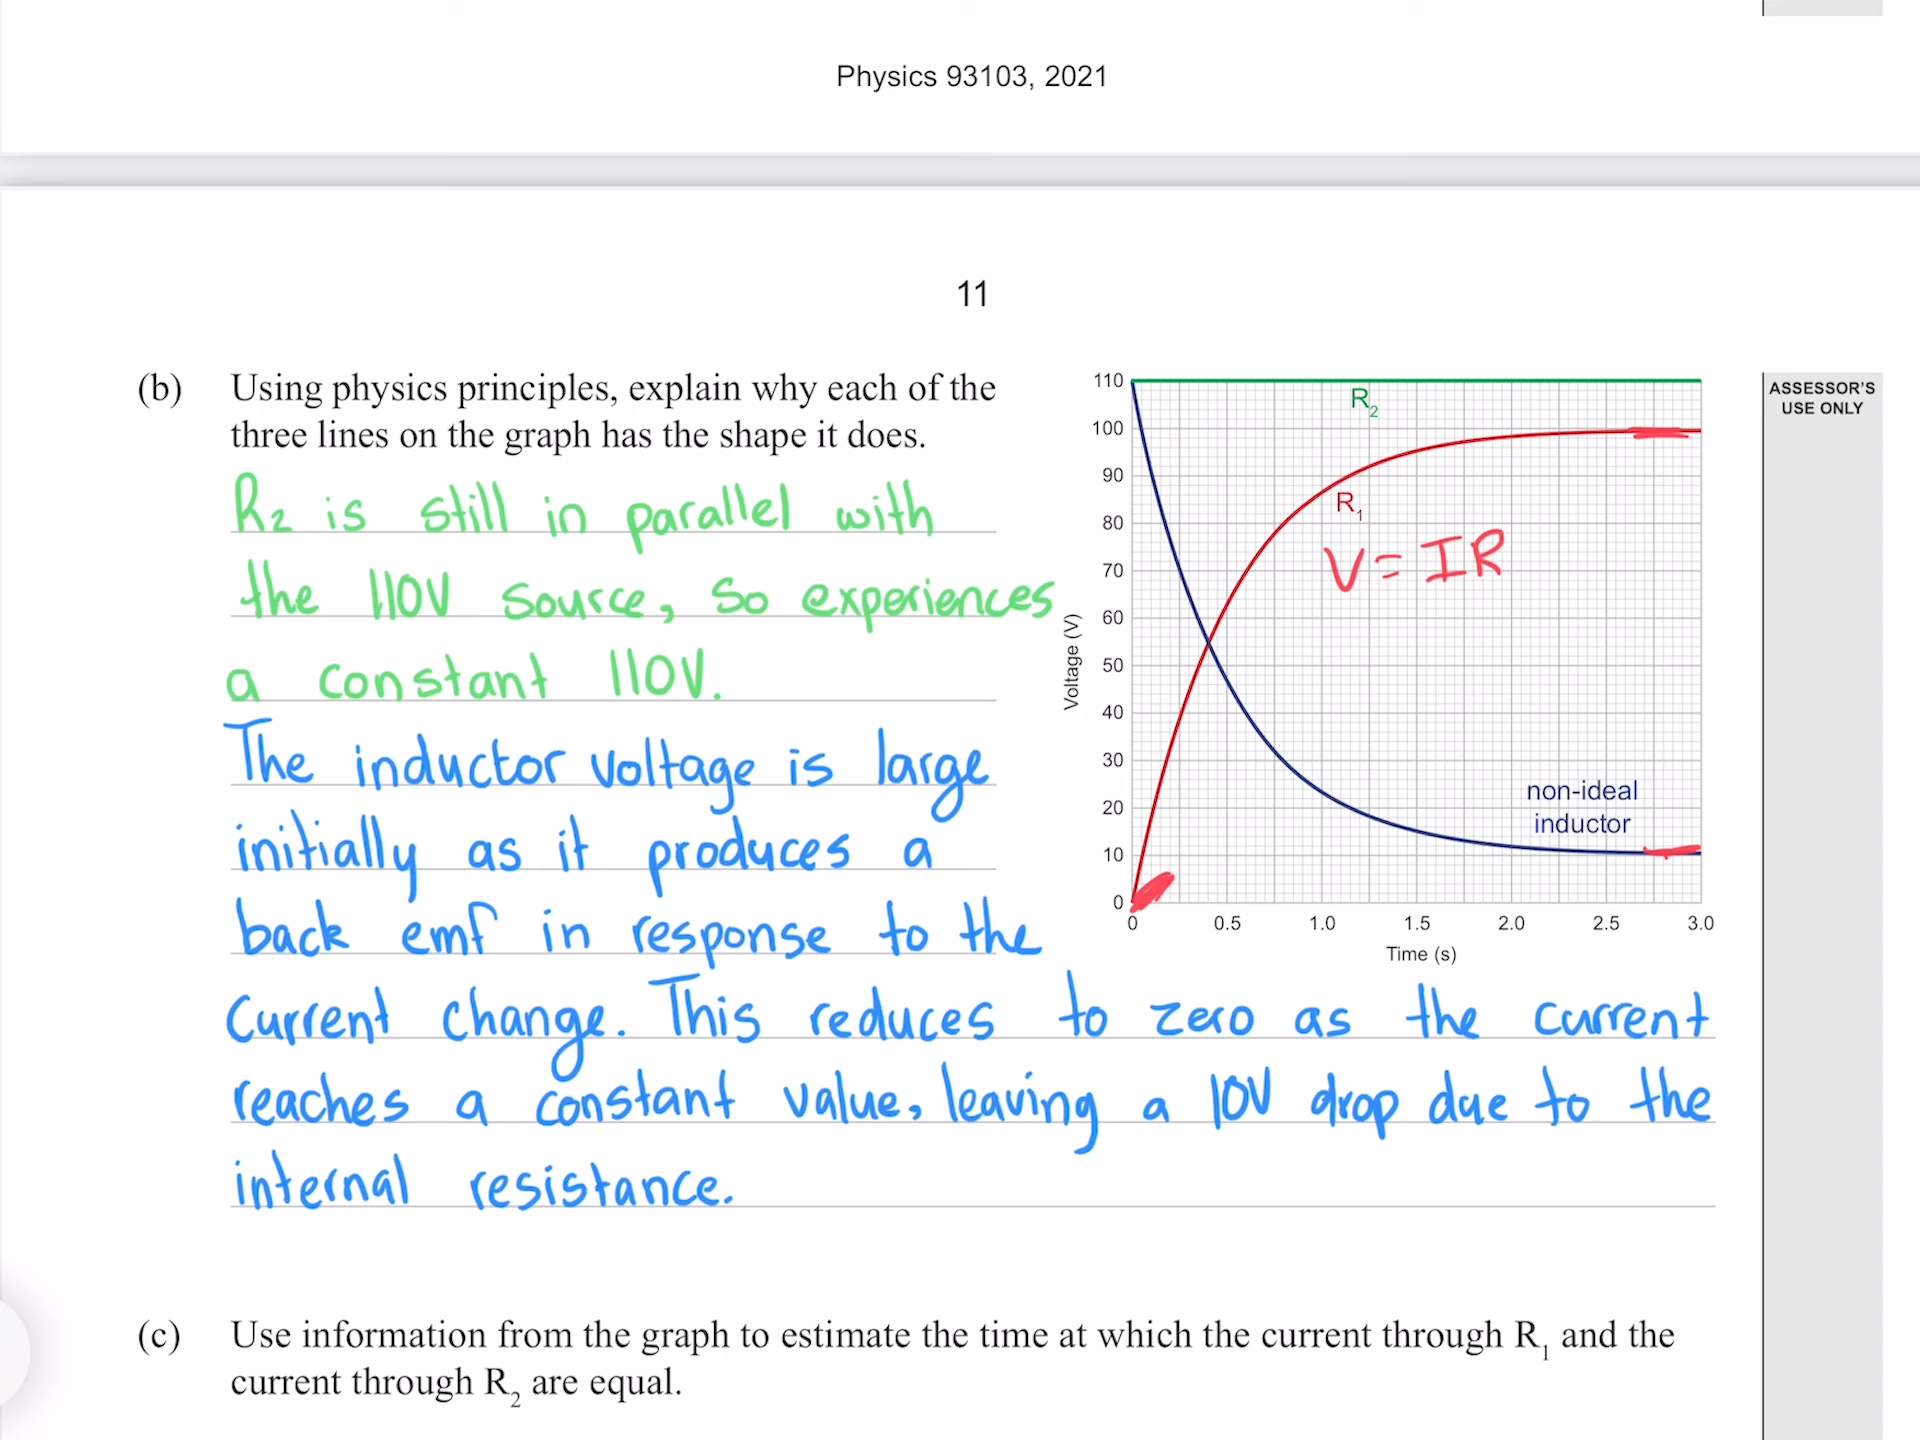 Physics 93103, 2021
11
(b) Using physics principles, explain why each of the
three lines on the graph has the shape it does.
R₂ is still in parallel with
the 110V source, so experiences
a constant 110V.
The inductor voltage is large
initially as it produces a
back emf in response to the
current change. This reduces to zero as the current
reaches a constant value, leaving a 10V drop due to the
internal resistance.
110
100
90
80
70
60
50
40
30
20
10
0
Voltage (V)
R₂
R₁
V = IR
non-ideal
inductor
0 0.5 1.0 1.5 2.0 2.5 3.0
Time (s)
ASSESSOR'S
USE ONLY
(c) Use information from the graph to estimate the time at which the current through R₁ and the
current through R₂ are equal.